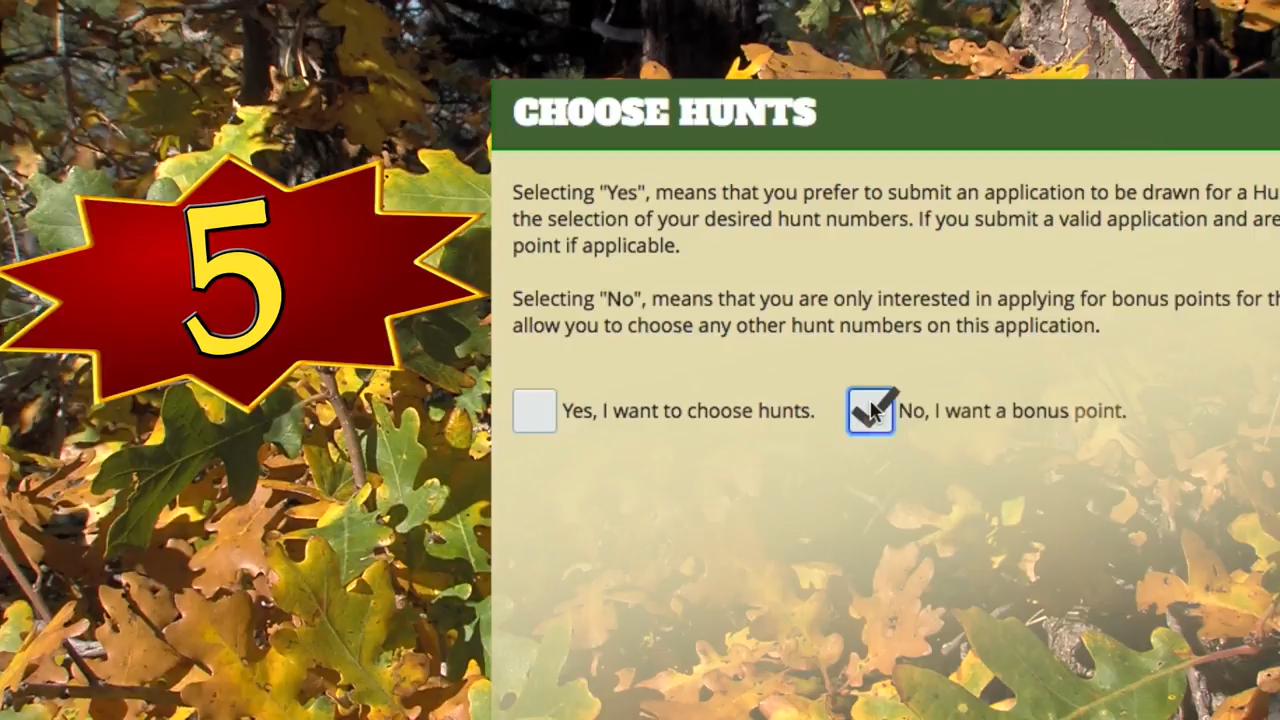 5
CHOOSE HUNTS
Selecting "Yes", means that you prefer to submit an application to be drawn for a
the selection of your desired hunt numbers. If you submit a valid application and are
point if applicable.
Selecting "No", means that you are only interested in applying for bonus points for
allow you to choose any other hunt numbers on this application.
Yes, I want to choose hunts.
No, I want a bonus point.